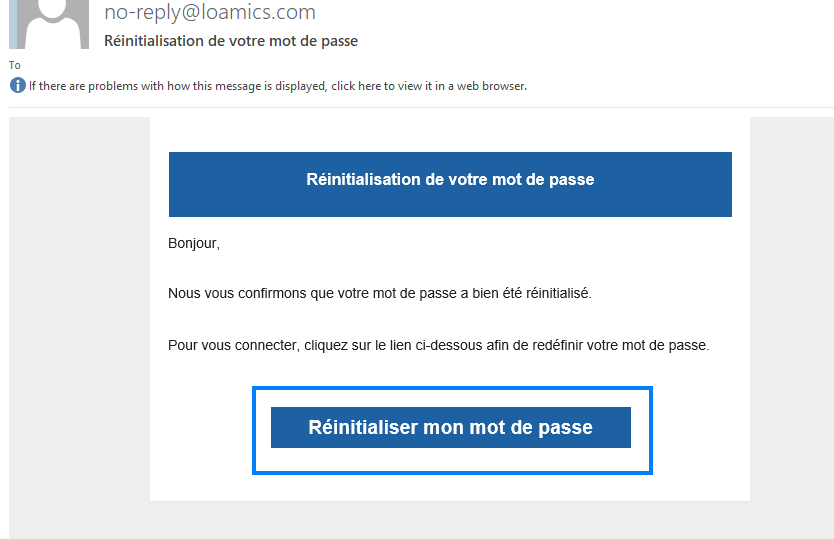 no-reply@loamics.com
Réinitialisation de votre mot de passe
To
If there are problems with how this message is displayed, click here to view it in a web browser.
Réinitialisation de votre mot de passe
Bonjour,
Nous vous confirmons que votre mot de passe a bien été réinitialisé.
Pour vous connecter, cliquez sur le lien ci-dessous afin de redéfinir votre mot de passe.
Réinitialiser mon mot de passe